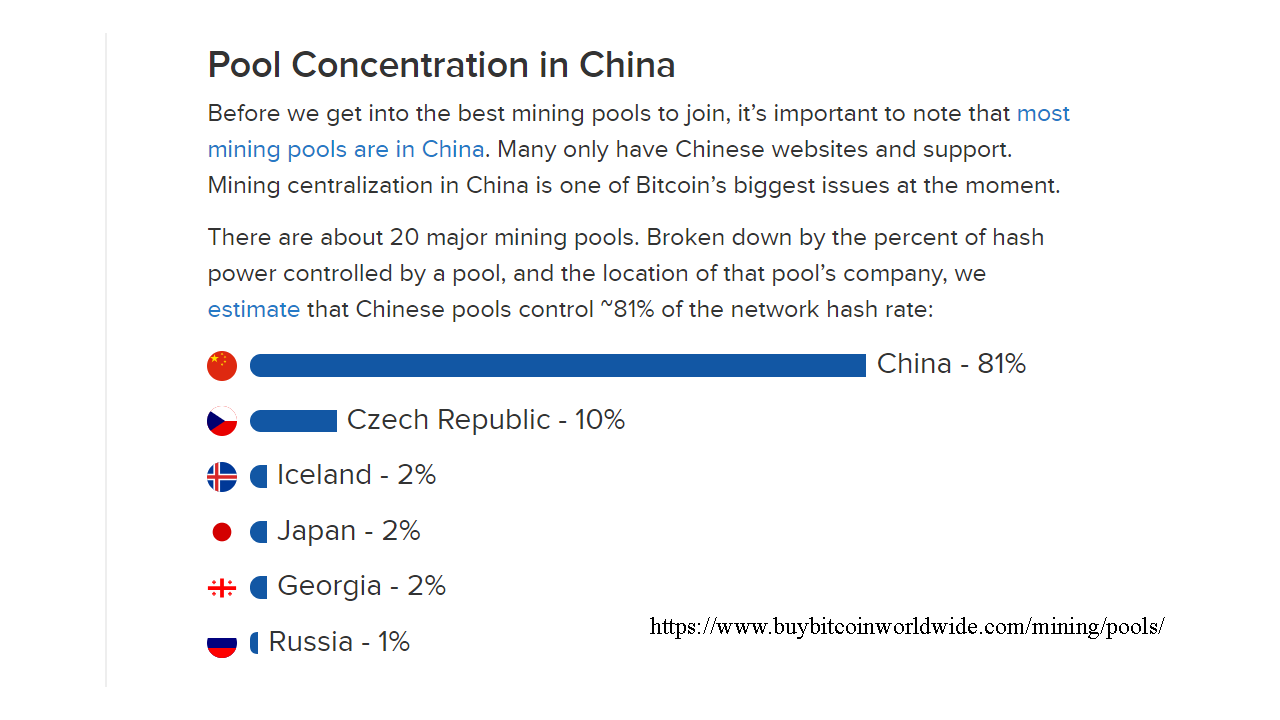 Pool Concentration in China
Before we get into the best mining pools to join, it’s important to note that most
mining pools are in China. Many only have Chinese websites and support.
Mining centralization in China is one of Bitcoin’s biggest issues at the moment.
There are about 20 major mining pools. Broken down by the percent of hash
power controlled by a pool, and the location of that pool’s company, we
estimate that Chinese pools control ~81% of the network hash rate:
China - 81%
Czech Republic - 10%
Iceland - 2%
Japan - 2%
Georgia - 2%
Russia - 1%
https://www.buybitcoinworldwide.com/mining/pools/